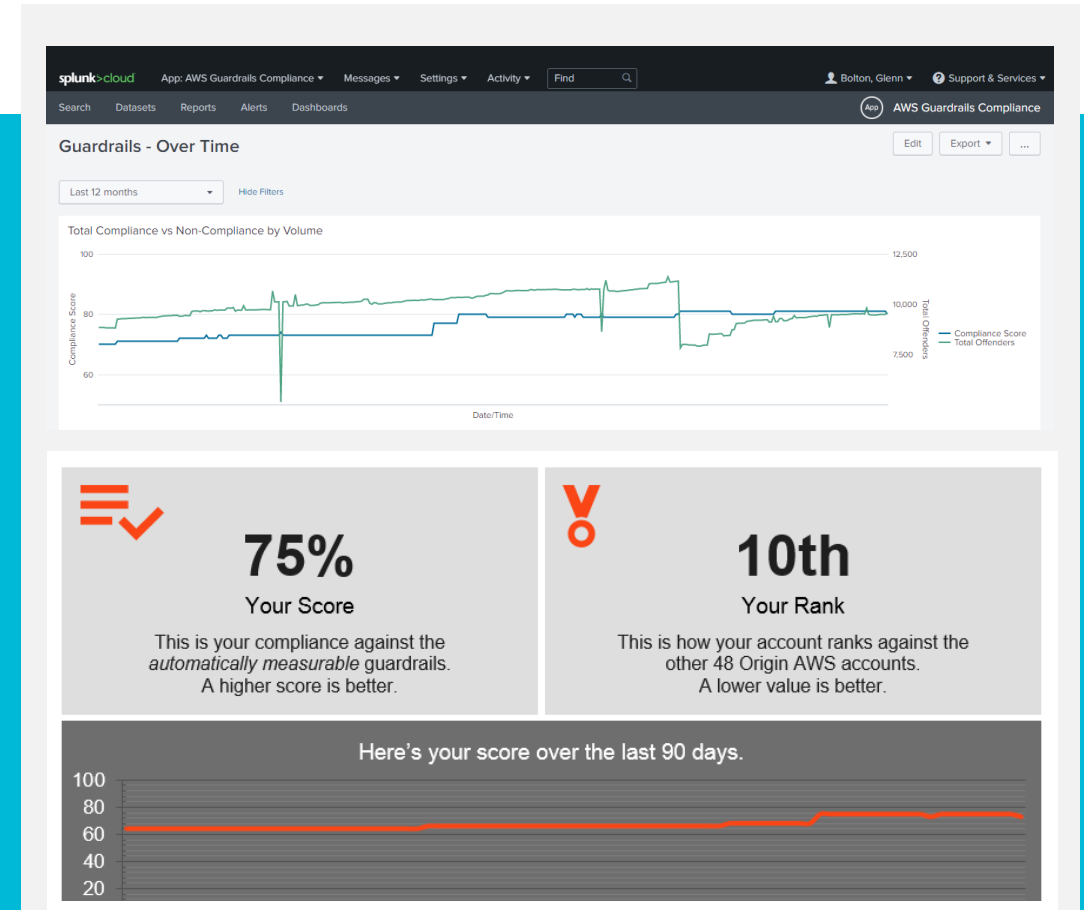 splunk>cloud App: AWS Guardrails Compliance Messages Settings Activity Find Bolton, Glenn Support & Services
Search Datasets Reports Alerts Dashboards App AWS Guardrails Compliance
Guardrails - Over Time Edit Export ...
Last 12 months Hide Filters
Total Compliance vs Non-Compliance by Volume
100 12,500
80 10,000
60 7,500
Compliance Score
Total Offenders
Compliance Score
Total Offenders
Date/Time
75%
Your Score
This is your compliance against the
automatically measurable guardrails.
A higher score is better.
10th
Your Rank
This is how your account ranks against the
other 48 Origin AWS accounts.
A lower value is better.
Here's your score over the last 90 days.
100
80
60
40
20